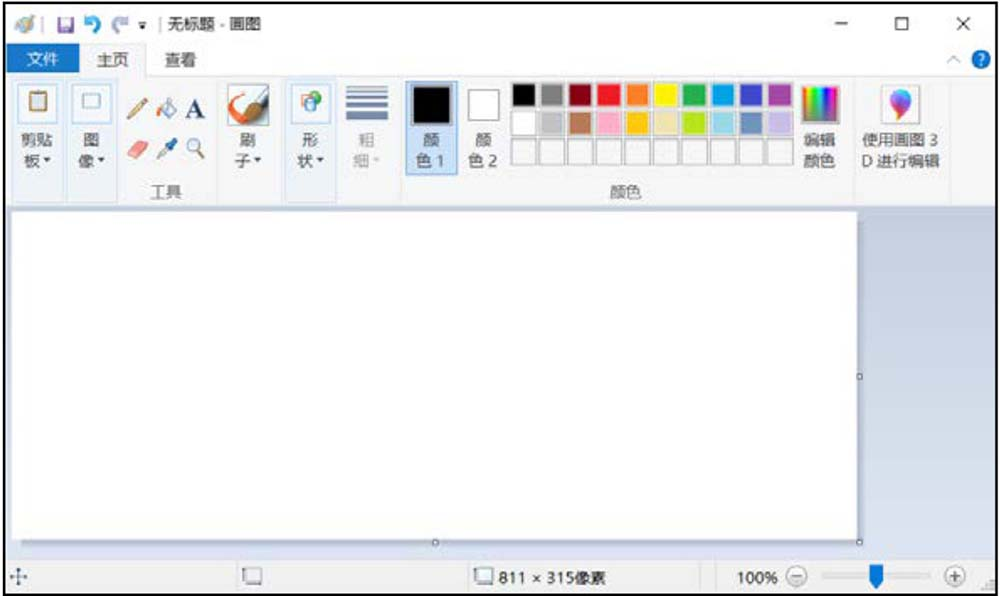 无标题 - 画图
文件 主页 查看
剪贴板
图像
A
工具
刷子
形状
粗细
颜色 1
颜色 2
颜色
编辑颜色
使用画图 3D 进行编辑
811 × 315像素
100%